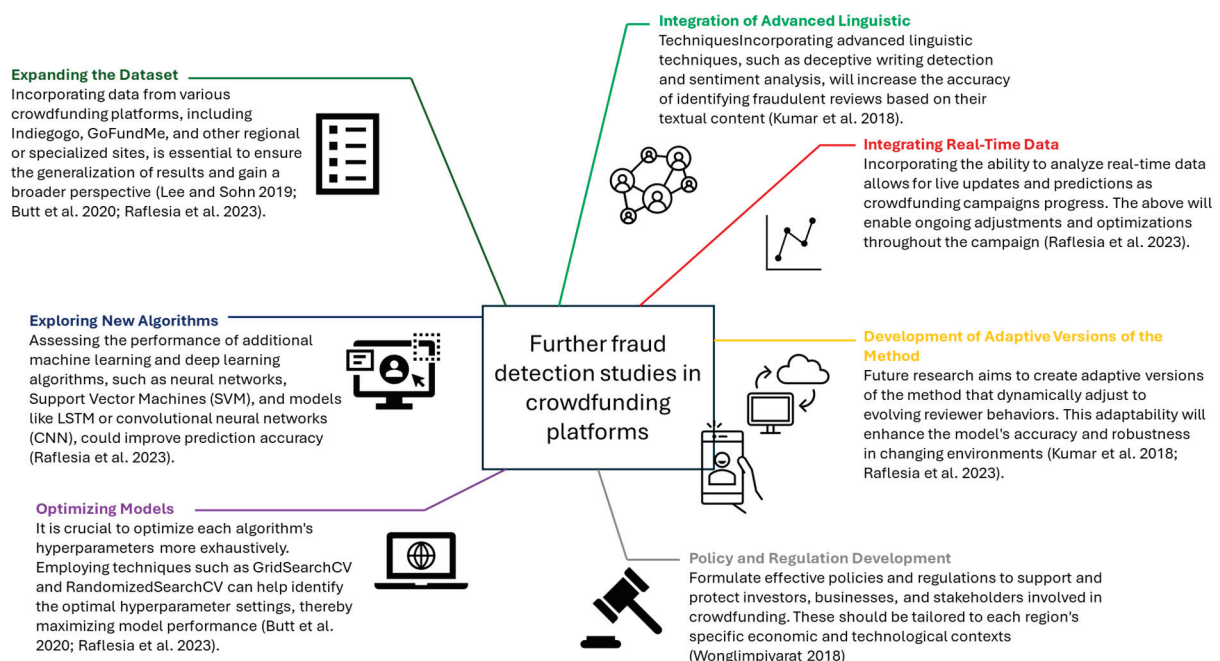 Integration of Advanced Linguistic
TechniquesIncorporating advanced linguistic
techniques, such as deceptive writing detection
and sentiment analysis, will increase the accuracy
of identifying fraudulent reviews based on their
textual content (Kumar et al. 2018).
Expanding the Dataset
Incorporating data from various
crowdfunding platforms, including
Indiegogo, GoFundMe, and other regional
or specialized sites, is essential to ensure
the generalization of results and gain a
broader perspective (Lee and Sohn 2019;
Butt et al. 2020; Raflesia et al. 2023).
Integrating Real-Time Data
Incorporating the ability to analyze real-time data
allows for live updates and predictions as
crowdfunding campaigns progress. The above will
enable ongoing adjustments and optimizations
throughout the campaign (Raflesia et al. 2023).
Exploring New Algorithms
Assessing the performance of additional
machine learning and deep learning
algorithms, such as neural networks,
Support Vector Machines (SVM), and models
like LSTM or convolutional neural networks
(CNN), could improve prediction accuracy
(Raflesia et al. 2023).
Further fraud
detection studies in
crowdfunding
platforms
Development of Adaptive Versions of the
Method
Future research aims to create adaptive versions
of the method that dynamically adjust to
evolving reviewer behaviors. This adaptability will
enhance the model's accuracy and robustness
in changing environments (Kumar et al. 2018;
Raflesia et al. 2023).
Optimizing Models
It is crucial to optimize each algorithm's
hyperparameters more exhaustively.
Employing techniques such as GridSearchCV
and RandomizedSearchCV can help identify
the optimal hyperparameter settings, thereby
maximizing model performance (Butt et al.
2020; Raflesia et al. 2023).
Policy and Regulation Development
Formulate effective policies and regulations to support and
protect investors, businesses, and stakeholders involved in
crowdfunding. These should be tailored to each region's
specific economic and technological contexts
(Wonglimpiyarat 2018)